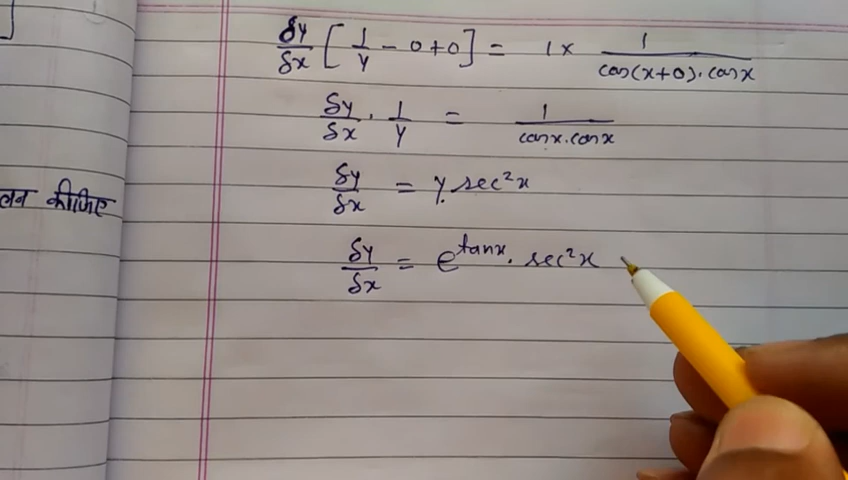 δy/δx [ 1/y - 0 + 0 ] = 1 × 1/cos(x+0).cosx
δy/δx . 1/y = 1/cosx.cosx
लन कीजिए
δy/δx = y.sec²x
δy/δx = e^tanx . sec²x